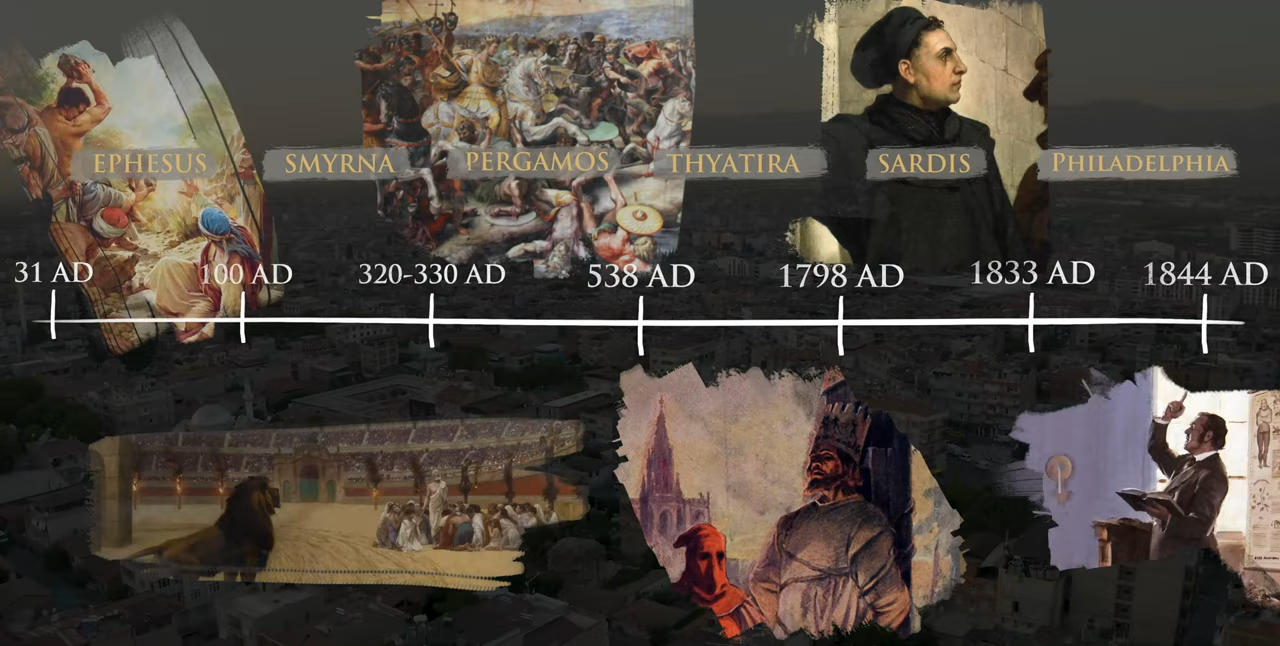 EPHESUS
SMYRNA
PERGAMOS
THYATIRA
SARDIS
PHILADELPHIA
31 AD
100 AD
320-330 AD
538 AD
1798 AD
1833 AD
1844 AD